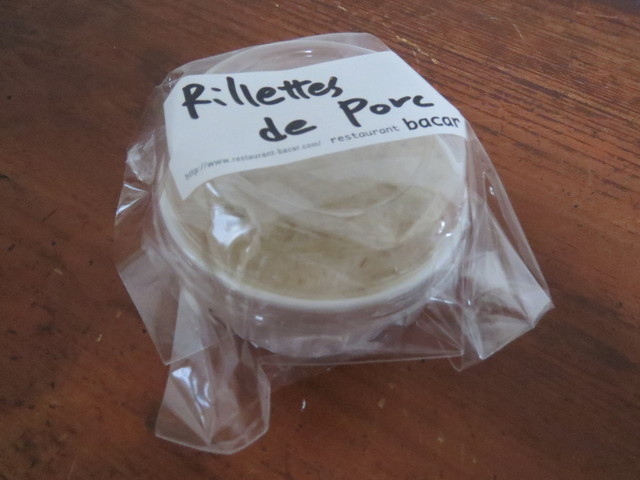 Rillettes
de Porc
http://www.restaurant-bacar.com/ restaurant bacar